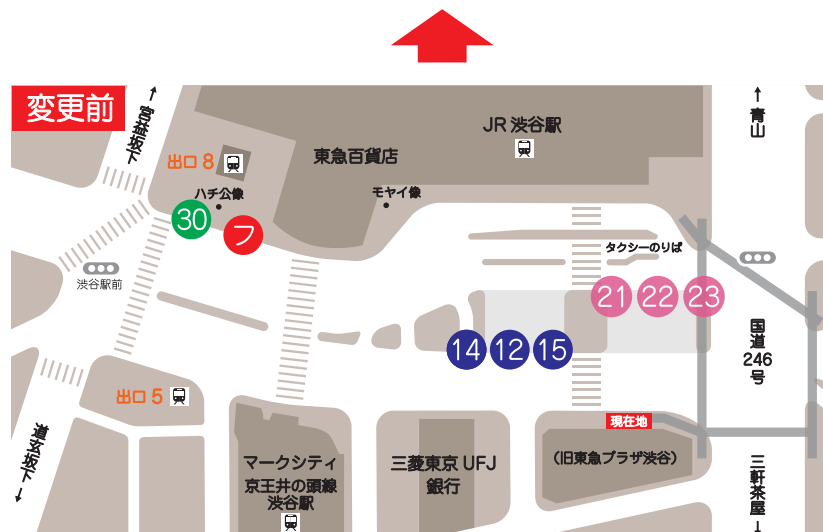 変更前
↑
宮益坂下
出口 8
ハチ公像
30
フ
東急百貨店
モヤイ像
JR 渋谷駅
↑
青山
渋谷駅前
タクシーのりば
21
22
23
14
12
15
国道
246
号
出口 5
現在地
道玄坂下
↓
マークシティ
京王井の頭線
渋谷駅
三菱東京 UFJ
銀行
(旧東急プラザ渋谷)
三軒茶屋
↓